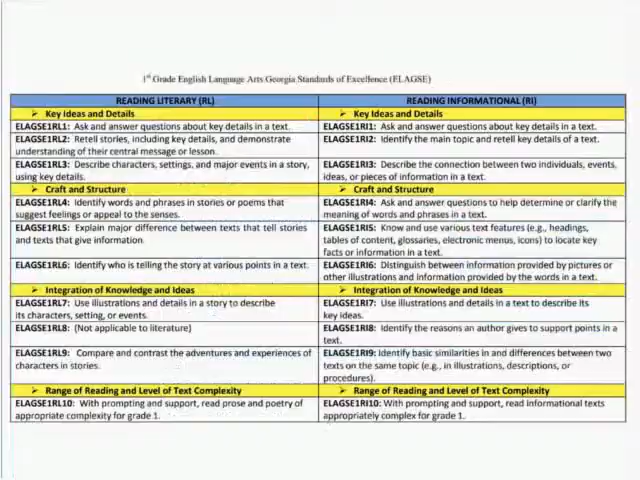 1st Grade English Language Arts Georgia Standards of Excellence (ELAGSE)
READING LITERARY (RL)
READING INFORMATIONAL (RI)
➢ Key Ideas and Details
➢ Key Ideas and Details
ELAGSE1RL1: Ask and answer questions about key details in a text.
ELAGSE1RI1: Ask and answer questions about key details in a text.
ELAGSE1RL2: Retell stories, including key details, and demonstrate
understanding of their central message or lesson.
ELAGSE1RI2: Identify the main topic and retell key details of a text.
ELAGSE1RL3: Describe characters, settings, and major events in a story,
using key details.
ELAGSE1RI3: Describe the connection between two individuals, events,
ideas, or pieces of information in a text.
➢ Craft and Structure
➢ Craft and Structure
ELAGSE1RL4: Identify words and phrases in stories or poems that
suggest feelings or appeal to the senses.
ELAGSE1RI4: Ask and answer questions to help determine or clarify the
meaning of words and phrases in a text.
ELAGSE1RL5: Explain major difference between texts that tell stories
and texts that give information
ELAGSE1RI5: Know and use various text features (e.g., headings,
tables of content, glossaries, electronic menus, icons) to locate key
facts or information in a text.
ELAGSE1RL6: Identify who is telling the story at various points in a text.
ELAGSE1RI6: Distinguish between information provided by pictures or
other illustrations and information provided by the words in a text.
➢ Integration of Knowledge and Ideas
➢ Integration of Knowledge and Ideas
ELAGSE1RL7: Use illustrations and details in a story to describe
its characters, setting, or events.
ELAGSE1RI7: Use illustrations and details in a text to describe its
key ideas.
ELAGSE1RL8: (Not applicable to literature)
ELAGSE1RI8: Identify the reasons an author gives to support points in a
text.
ELAGSE1RL9: Compare and contrast the adventures and experiences of
characters in stories.
ELAGSE1RI9: Identify basic similarities in and differences between two
texts on the same topic (e.g., in illustrations, descriptions, or
procedures).
➢ Range of Reading and Level of Text Complexity
➢ Range of Reading and Level of Text Complexity
ELAGSE1RL10: With prompting and support, read prose and poetry of
appropriate complexity for grade 1.
ELAGSE1RI10: With prompting and support, read informational texts
appropriately complex for grade 1.